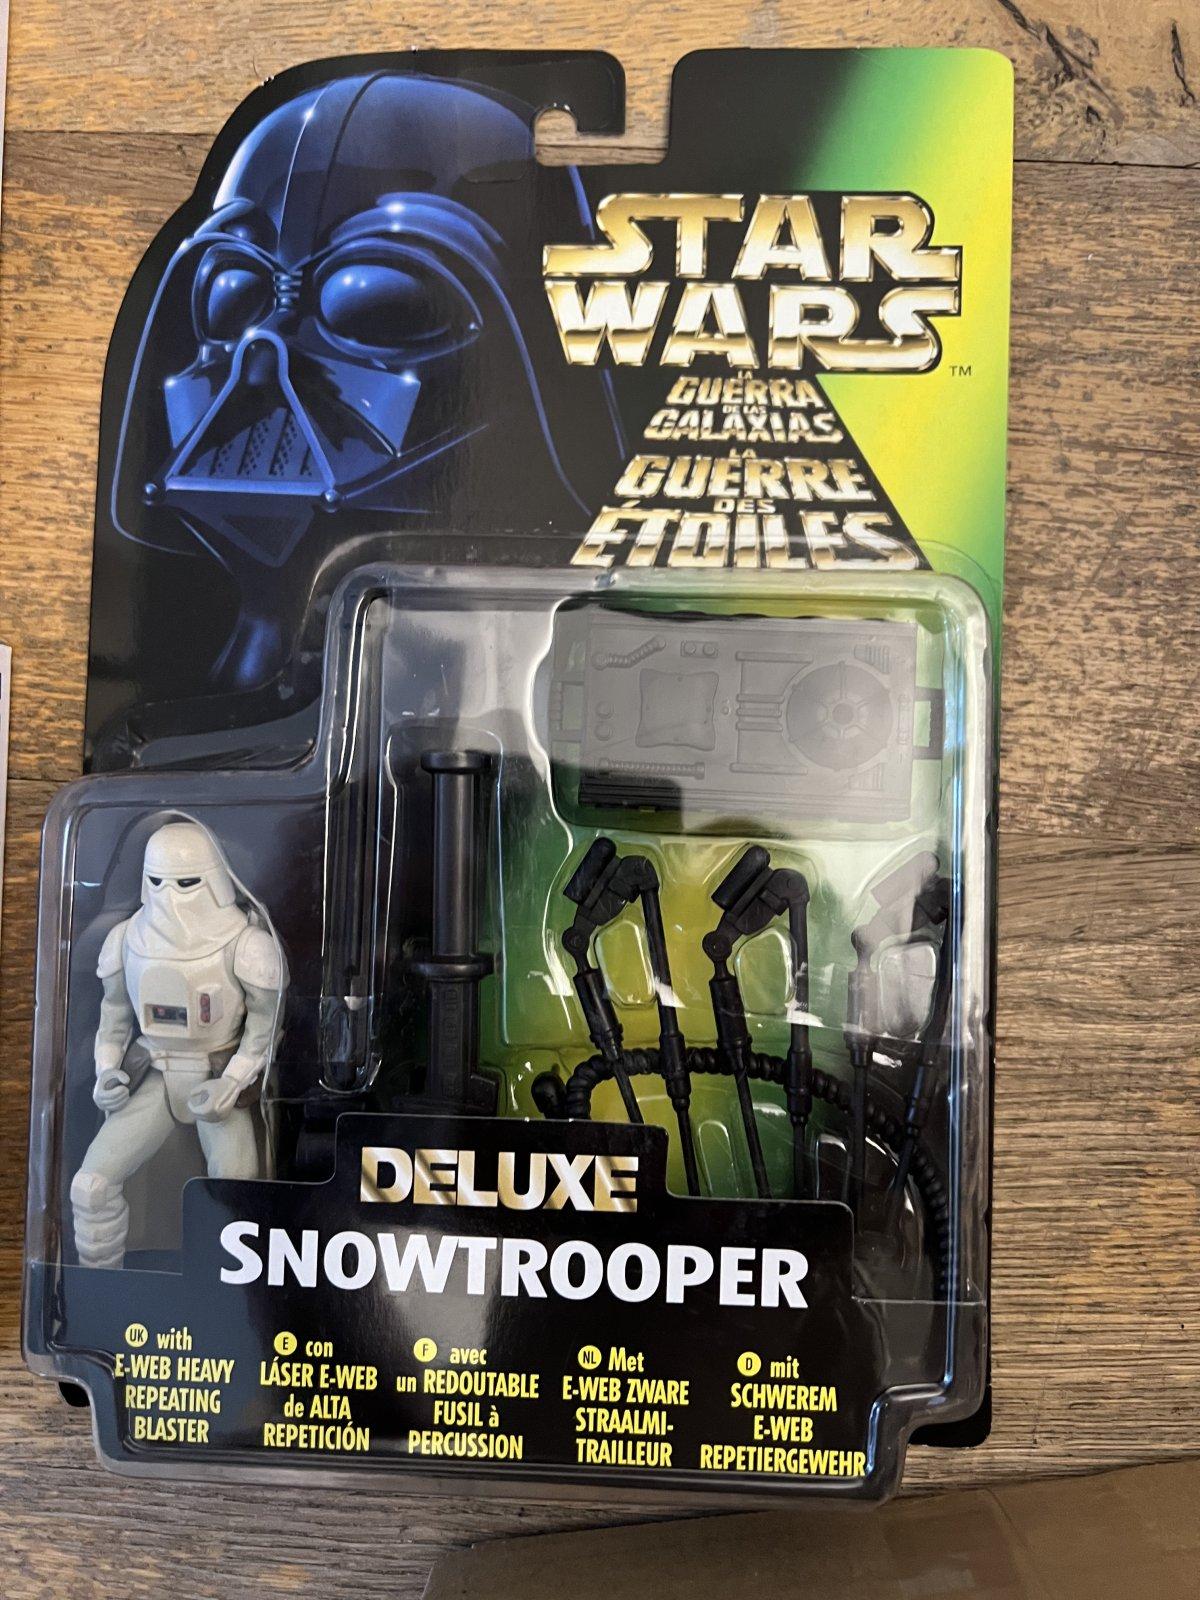 STAR
WARS
TM
LA
GUERRA
DE LAS
GALAXIAS
LA
GUERRE
DES
ÉTOILES
DELUXE
SNOWTROOPER
UK with
E-WEB HEAVY
REPEATING
BLASTER
E con
LÁSER E-WEB
de ALTA
REPETICIÓN
F avec
un REDOUTABLE
FUSIL à
PERCUSSION
NL Met
E-WEB ZWARE
STRAALMI-
TRAILLEUR
D mit
SCHWEREM
E-WEB
REPETIERGEWEHR